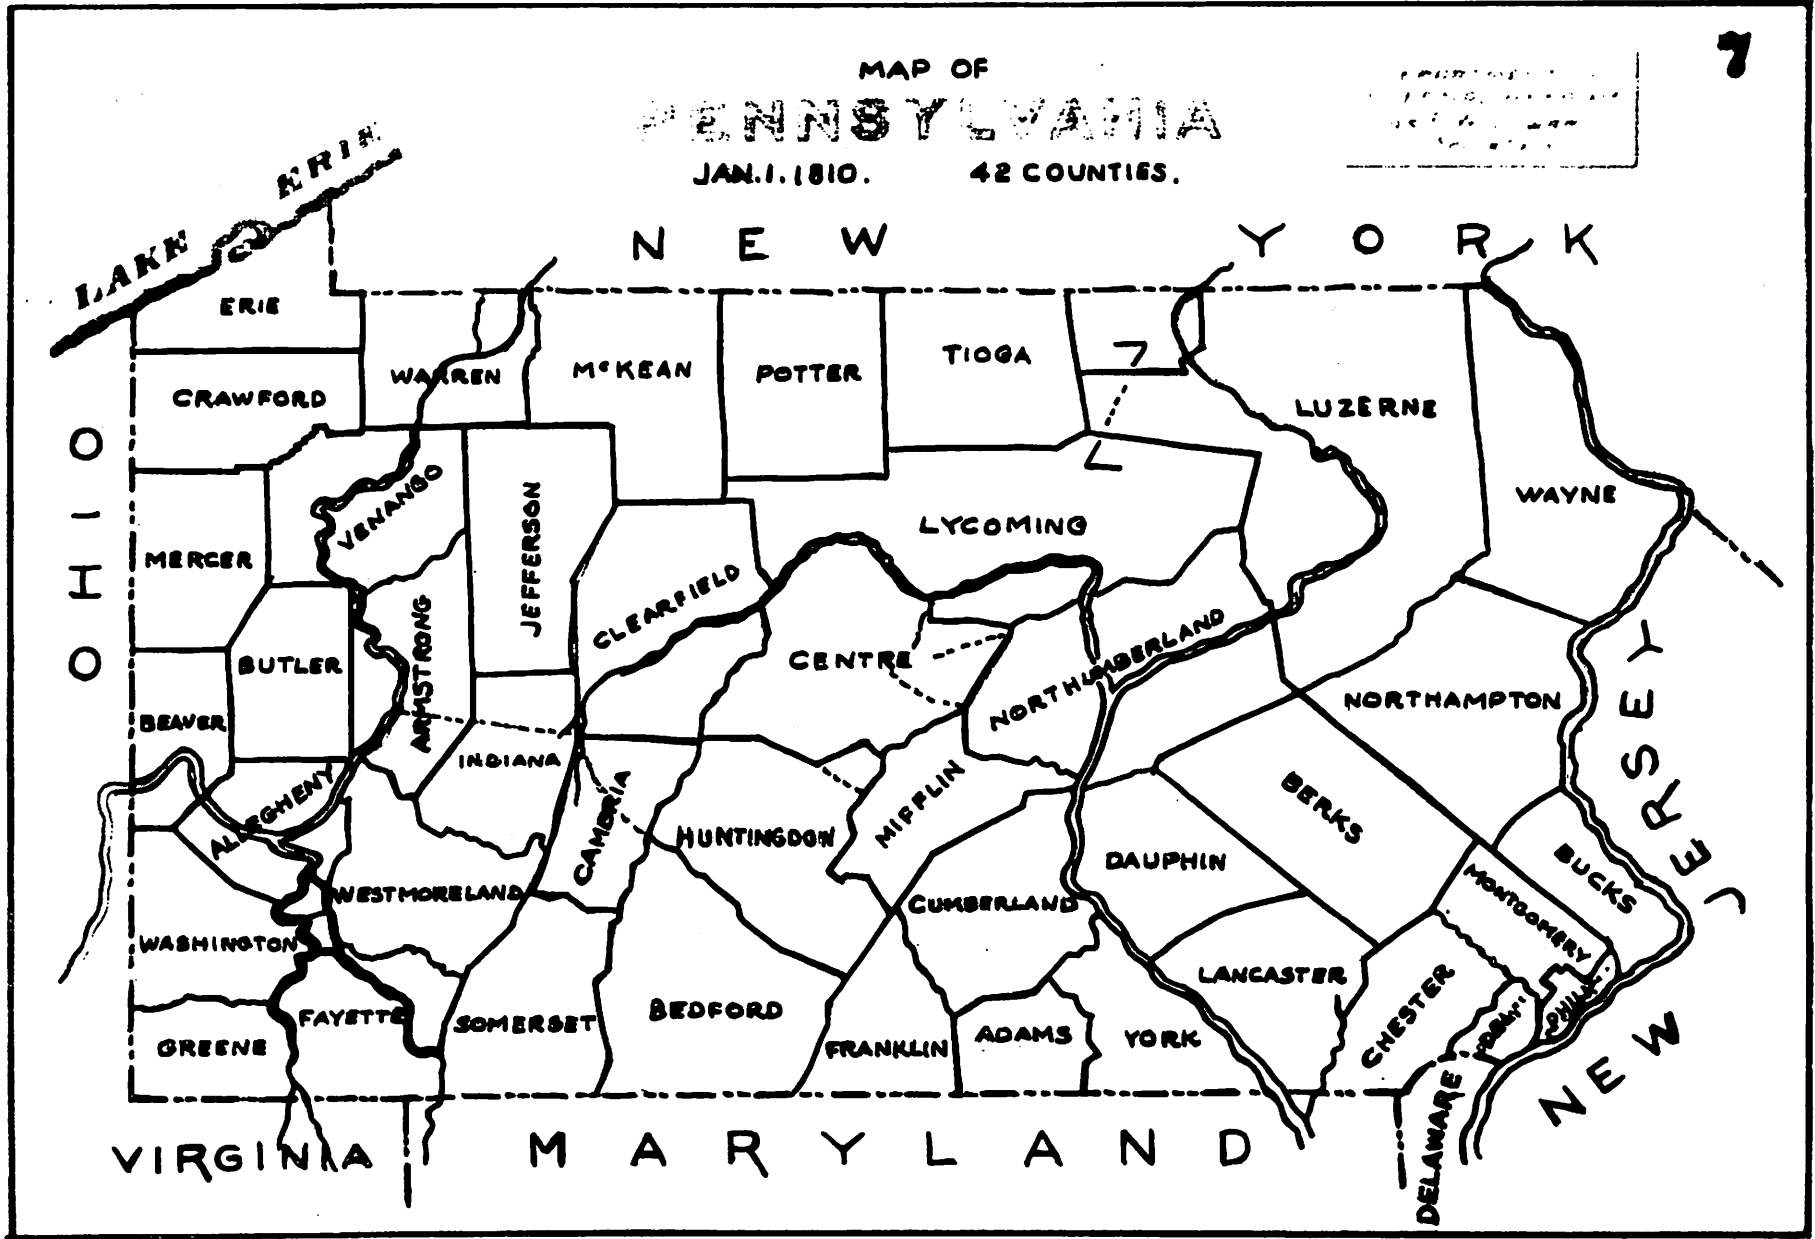 7
MAP OF
PENNSYLVANIA
JAN. 1. 1810. 42 COUNTIES.
LAKE ERIE
NEW YORK
ERIE
CRAWFORD
WARREN
McKEAN
POTTER
TIOGA
LUZERNE
WAYNE
OHIO
MERCER
VENANGO
JEFFERSON
CLEARFIELD
LYCOMING
BUTLER
ARMSTRONG
CENTRE
NORTHUMBERLAND
NORTHAMPTON
BEAVER
ALLEGHENY
INDIANA
CAMBRIA
HUNTINGDON
MIFFLIN
DAUPHIN
BERKS
BUCKS
MONTGOMERY
WESTMORELAND
CUMBERLAND
LANCASTER
CHESTER
DELA.
PHILA.
WASHINGTON
FAYETTE
SOMERSET
BEDFORD
FRANKLIN
ADAMS
YORK
GREENE
VIRGINIA
MARYLAND
DELAWARE
NEW JERSEY